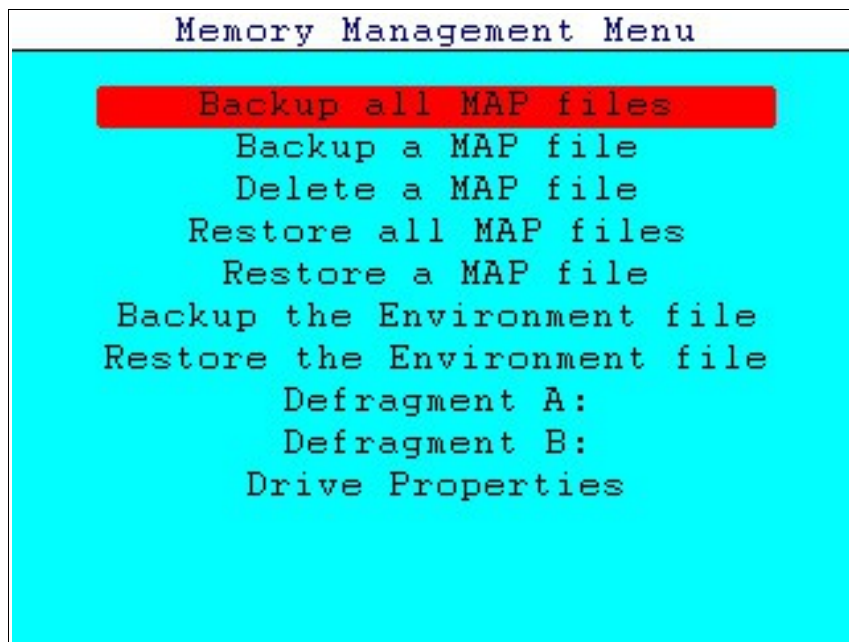 Memory Management Menu
Backup all MAP files
Backup a MAP file
Delete a MAP file
Restore all MAP files
Restore a MAP file
Backup the Environment file
Restore the Environment file
Defragment A:
Defragment B:
Drive Properties